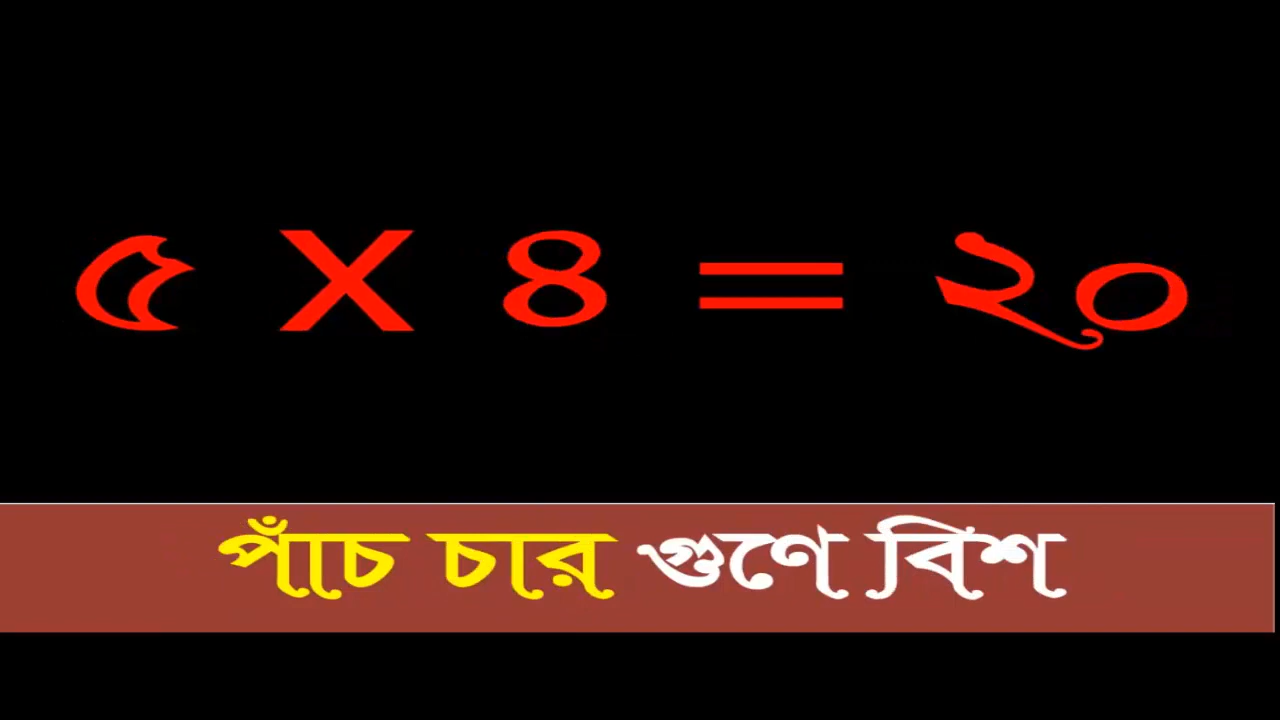 ৫ X ৪ = ২০
পাঁচ চার গুণে বিশ